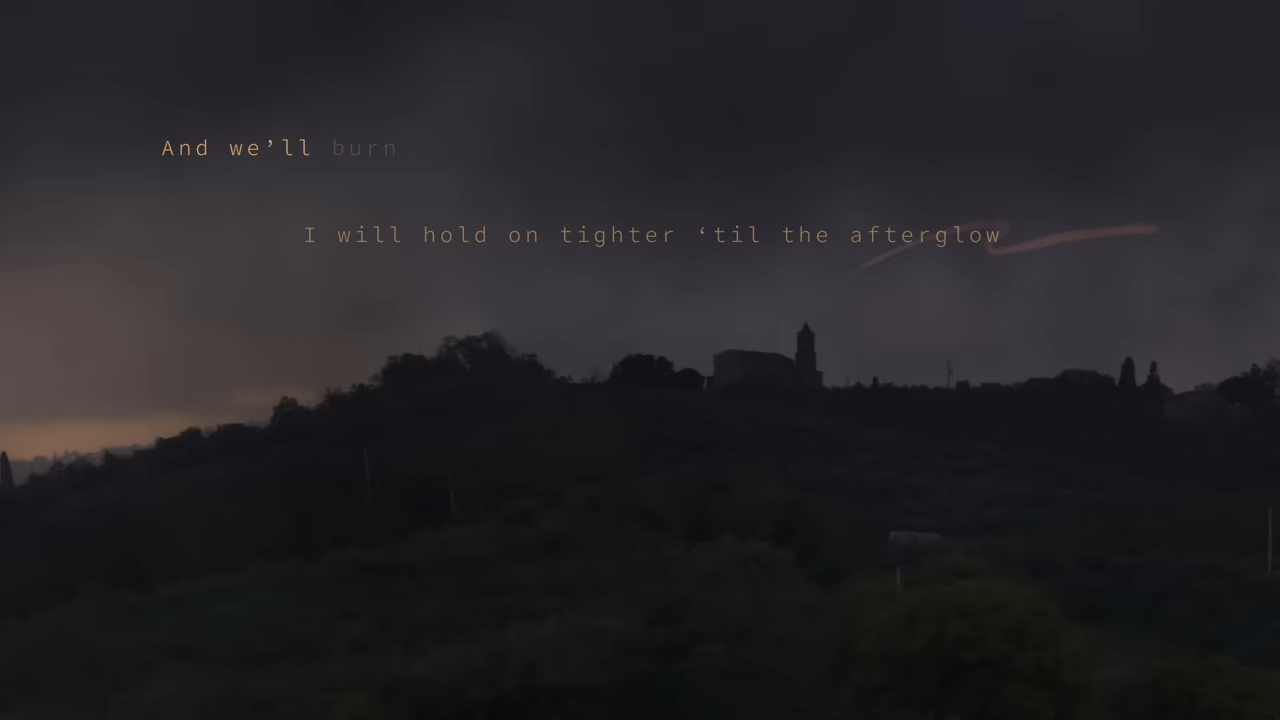 And we’ll burn
I will hold on tighter ‘til the afterglow